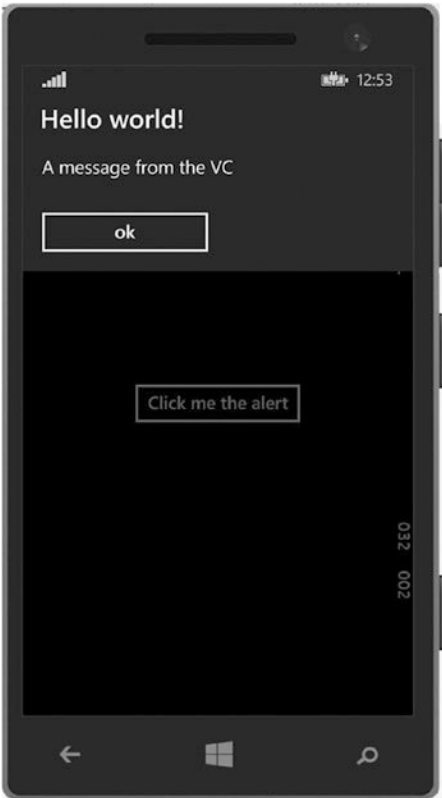 12:53
Hello world!
A message from the VC
ok
Click me the alert
032
002